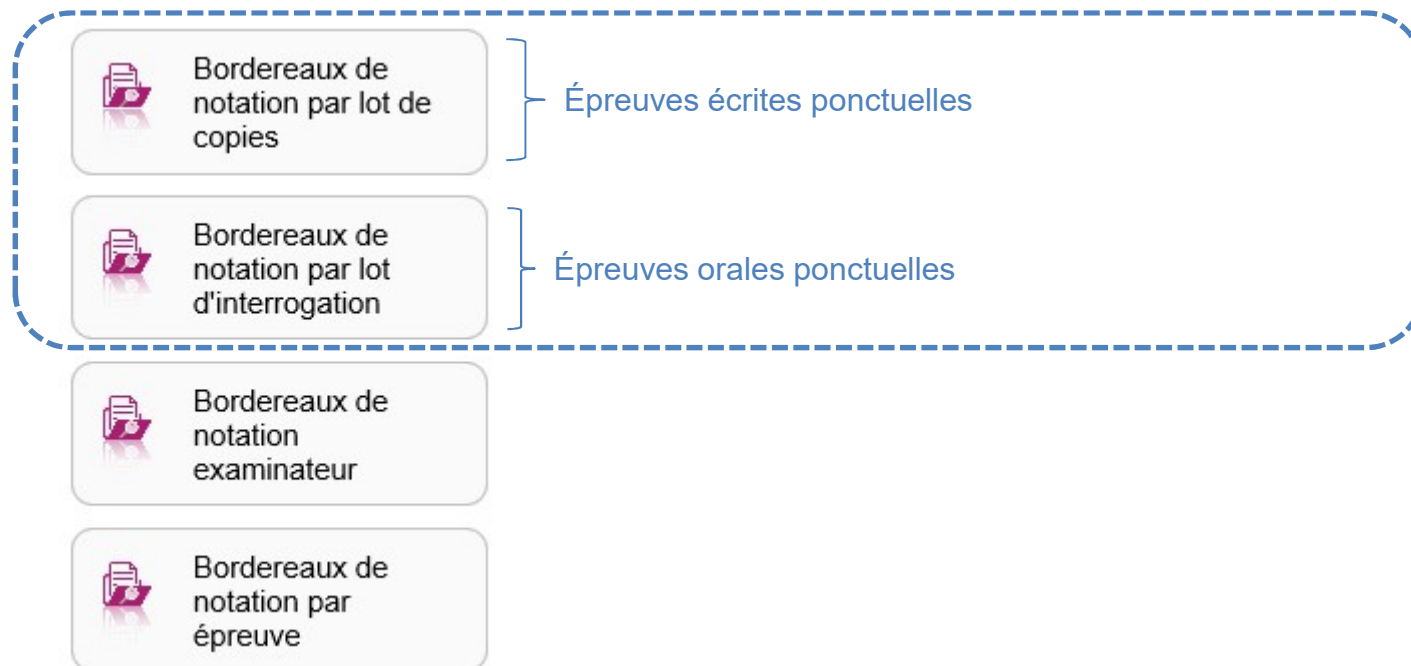 Bordereaux de
notation par lot de
copies
Épreuves écrites ponctuelles
Bordereaux de
notation par lot
d'interrogation
Épreuves orales ponctuelles
Bordereaux de
notation
examinateur
Bordereaux de
notation par
épreuve